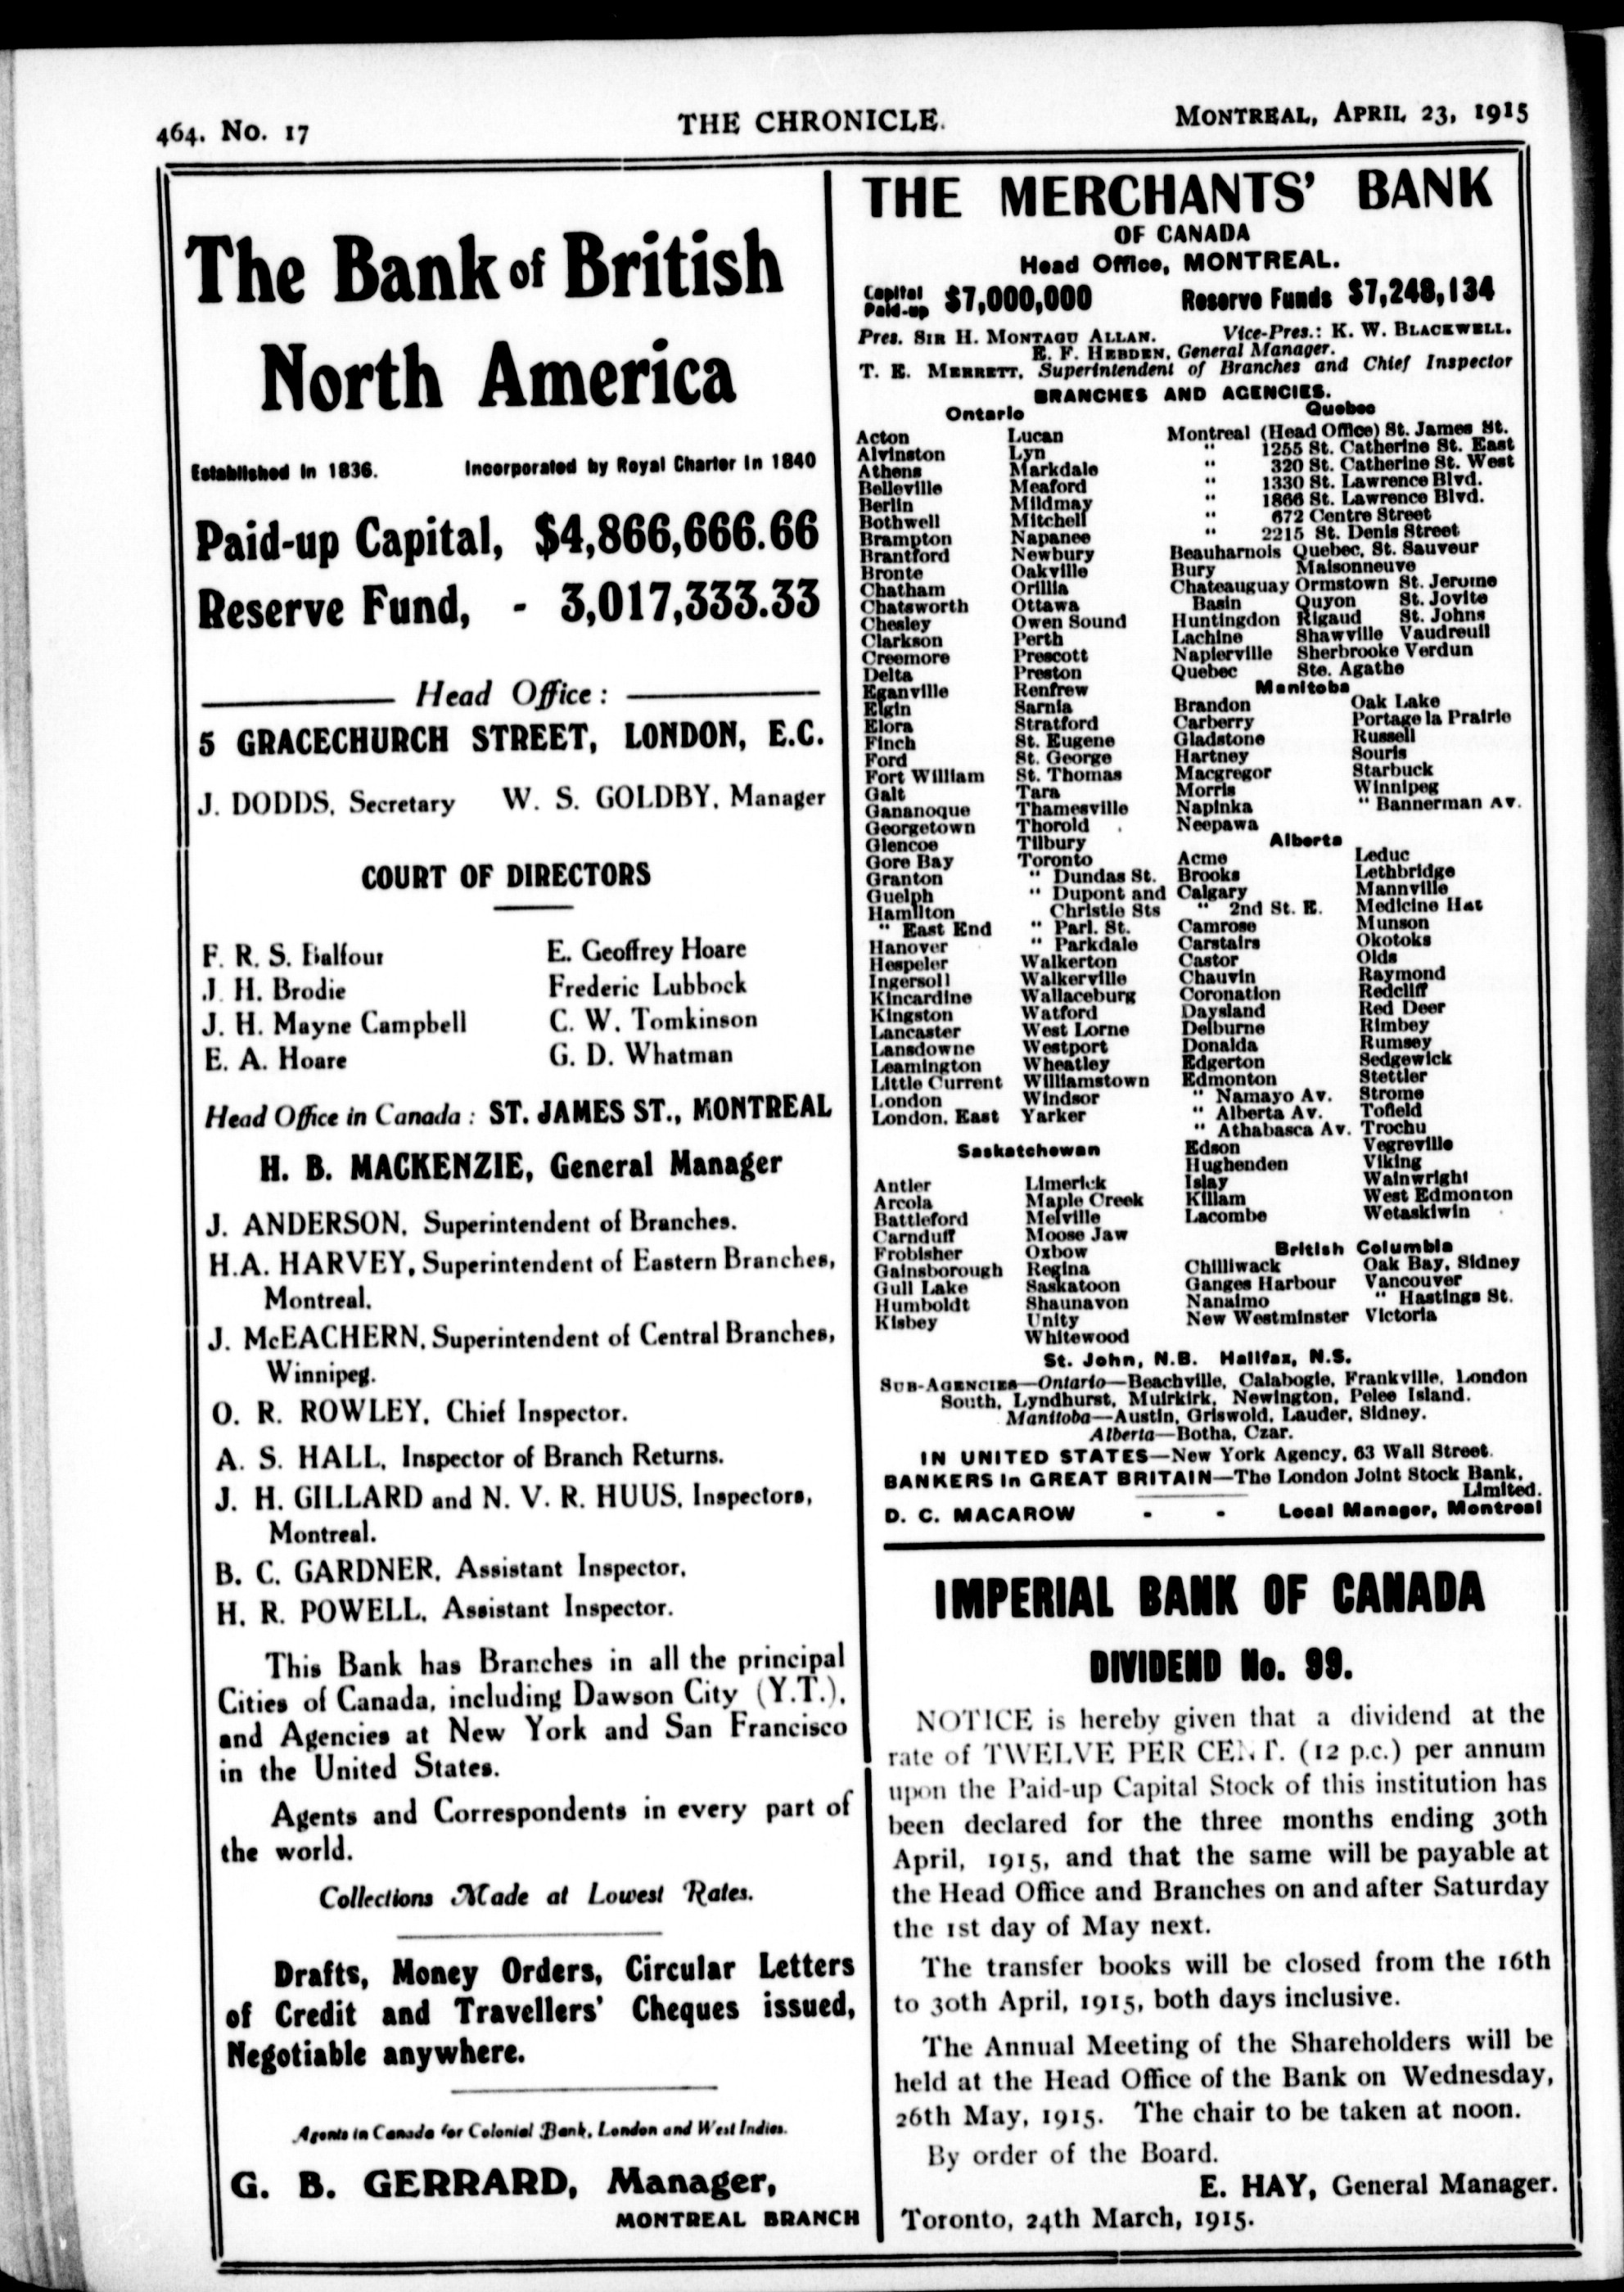 464. No. 17
THE CHRONICLE.
MONTREAL, APRIL 23, 1915
The Bank of British
North America
Established in 1836. Incorporated by Royal Charter in 1840
Paid-up Capital, $4,866,666.66
Reserve Fund, - 3,017,333.33
Head Office :
5 GRACECHURCH STREET, LONDON, E.C.
J. DODDS, Secretary W. S. GOLDBY, Manager
COURT OF DIRECTORS
F. R. S. Balfour E. Geoffrey Hoare
J. H. Brodie Frederic Lubbock
J. H. Mayne Campbell C. W. Tomkinson
E. A. Hoare G. D. Whatman
Head Office in Canada : ST. JAMES ST., MONTREAL
H. B. MACKENZIE, General Manager
J. ANDERSON, Superintendent of Branches.
H.A. HARVEY, Superintendent of Eastern Branches,
Montreal.
J. McEACHERN, Superintendent of Central Branches,
Winnipeg.
O. R. ROWLEY, Chief Inspector.
A. S. HALL, Inspector of Branch Returns.
J. H. GILLARD and N. V. R. HUUS, Inspectors,
Montreal.
B. C. GARDNER, Assistant Inspector.
H. R. POWELL, Assistant Inspector.
This Bank has Branches in all the principal
Cities of Canada, including Dawson City (Y.T.),
and Agencies at New York and San Francisco
in the United States.
Agents and Correspondents in every part of
the world.
Collections Made at Lowest Rates.
Drafts, Money Orders, Circular Letters
of Credit and Travellers' Cheques issued,
Negotiable anywhere.
Agents in Canada for Colonial Bank, London and West Indies.
G. B. GERRARD, Manager,
MONTREAL BRANCH
THE MERCHANTS' BANK
OF CANADA
Head Office, MONTREAL.
Capital Paid-up $7,000,000 Reserve Funds $7,248,134
Pres. SIR H. MONTAGU ALLAN. Vice-Pres.: K. W. BLACKWELL.
E. F. HEBDEN, General Manager.
T. E. MERRETT, Superintendent of Branches and Chief Inspector
BRANCHES AND AGENCIES.
Ontario
Acton Lucan
Alvinston Lyn
Athens Markdale
Belleville Meaford
Berlin Mildmay
Bothwell Mitchell
Brampton Napanee
Brantford Newbury
Bronte Oakville
Chatham Orillia
Chatsworth Ottawa
Chesley Owen Sound
Clarkson Perth
Creemore Prescott
Delta Preston
Eganville Renfrew
Elgin Sarnia
Elora Stratford
Finch St. Eugene
Ford St. George
Fort William St. Thomas
Galt Tara
Gananoque Thamesville
Georgetown Thorold
Glencoe Tilbury
Gore Bay Toronto
Granton " Dundas St.
Guelph " Dupont and
Hamilton Christie Sts
" East End " Parl. St.
Hanover " Parkdale
Hespeler Walkerton
Ingersoll Walkerville
Kincardine Wallaceburg
Kingston Watford
Lancaster West Lorne
Lansdowne Westport
Leamington Wheatley
Little Current Williamstown
London Windsor
London, East Yarker
Quebec
Montreal (Head Office) St. James St.
" 1255 St. Catherine St. East
" 320 St. Catherine St. West
" 1330 St. Lawrence Blvd.
" 1866 St. Lawrence Blvd.
" 672 Centre Street
" 2215 St. Denis Street
Beauharnois Quebec, St. Sauveur
Bury Maisonneuve
Chateauguay Ormstown St. Jerome
Basin Quyon St. Jovite
Huntingdon Rigaud St. Johns
Lachine Shawville Vaudreuil
Napierville Sherbrooke Verdun
Quebec Ste. Agathe
Manitoba
Brandon Oak Lake
Carberry Portage la Prairie
Gladstone Russell
Hartney Souris
Macgregor Starbuck
Morris Winnipeg
Napinka " Bannerman Av.
Neepawa
Alberta
Acme Leduc
Brooks Lethbridge
Calgary Mannville
" 2nd St. E. Medicine Hat
Camrose Munson
Carstairs Okotoks
Castor Olds
Chauvin Raymond
Coronation Redcliff
Daysland Red Deer
Delburne Rimbey
Donalda Rumsey
Edgerton Sedgewick
Edmonton Stettler
" Namayo Av. Strome
" Alberta Av. Tofield
" Athabasca Av. Trochu
Edson Vegreville
Hughenden Viking
Islay Wainwright
Killam West Edmonton
Lacombe Wetaskiwin
Saskatchewan
Antler Limerick
Arcola Maple Creek
Battleford Melville
Carnduff Moose Jaw
Frobisher Oxbow
Gainsborough Regina
Gull Lake Saskatoon
Humboldt Shaunavon
Kisbey Unity
Whitewood
British Columbia
Chilliwack Oak Bay, Sidney
Ganges Harbour Vancouver
Nanaimo " Hastings St.
New Westminster Victoria
St. John, N.B. Halifax, N.S.
SUB-AGENCIES—Ontario—Beachville, Calabogie, Frankville, London
South, Lyndhurst, Muirkirk, Newington, Pelee Island.
Manitoba—Austin, Griswold, Lauder, Sidney.
Alberta—Botha, Czar.
IN UNITED STATES—New York Agency, 63 Wall Street.
BANKERS in GREAT BRITAIN—The London Joint Stock Bank,
Limited.
D. C. MACAROW - - Local Manager, Montreal
IMPERIAL BANK OF CANADA
DIVIDEND No. 99.
NOTICE is hereby given that a dividend at the
rate of TWELVE PER CENT. (12 p.c.) per annum
upon the Paid-up Capital Stock of this institution has
been declared for the three months ending 30th
April, 1915, and that the same will be payable at
the Head Office and Branches on and after Saturday
the 1st day of May next.
The transfer books will be closed from the 16th
to 30th April, 1915, both days inclusive.
The Annual Meeting of the Shareholders will be
held at the Head Office of the Bank on Wednesday,
26th May, 1915. The chair to be taken at noon.
By order of the Board.
E. HAY, General Manager.
Toronto, 24th March, 1915.